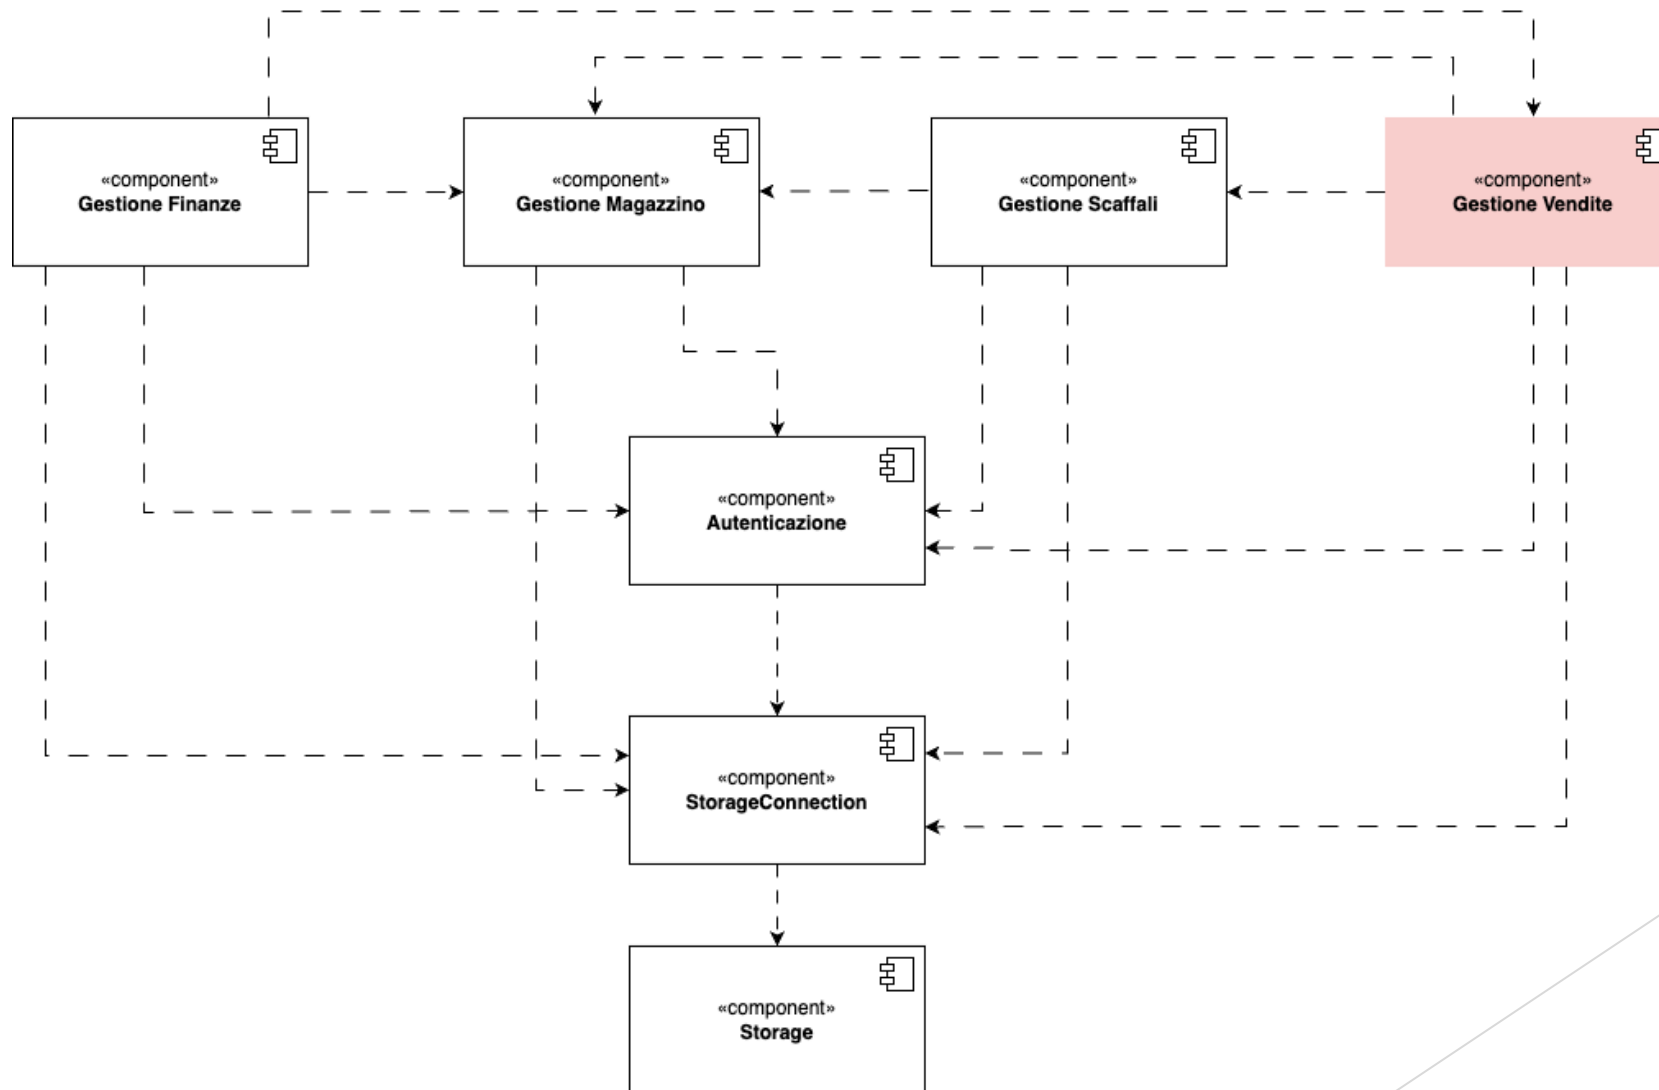 «component»
Gestione Finanze
«component»
Gestione Magazzino
«component»
Gestione Scaffali
«component»
Gestione Vendite
«component»
Autenticazione
«component»
StorageConnection
«component»
Storage